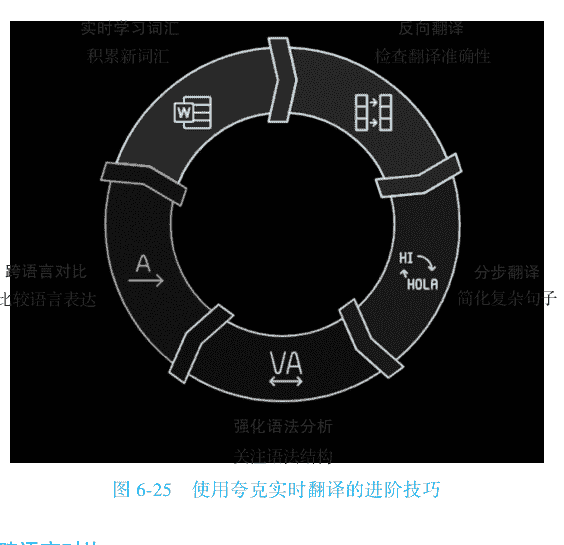 实时学习词汇
积累新词汇
反向翻译
检查翻译准确性
W
A
跨语言对比
比较语言表达
HI
HOLA
分步翻译
简化复杂句子
VA
强化语法分析
关注语法结构
图 6-25 使用夸克实时翻译的进阶技巧